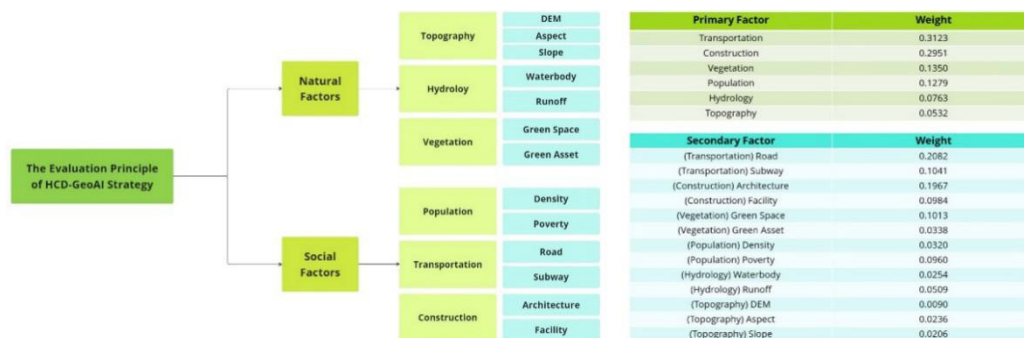 The Evaluation Principle
of HCD-GeoAI Strategy
Natural
Factors
Social
Factors
Topography
Hydroloy
Vegetation
Population
Transportation
Construction
DEM
Aspect
Slope
Waterbody
Runoff
Green Space
Green Asset
Density
Poverty
Road
Subway
Architecture
Facility
Primary Factor Weight
Transportation 0.3123
Construction 0.2951
Vegetation 0.1350
Population 0.1279
Hydrology 0.0763
Topography 0.0532
Secondary Factor Weight
(Transportation) Road 0.2082
(Transportation) Subway 0.1041
(Construction) Architecture 0.1967
(Construction) Facility 0.0984
(Vegetation) Green Space 0.1013
(Vegetation) Green Asset 0.0338
(Population) Density 0.0320
(Population) Poverty 0.0960
(Hydrology) Waterbody 0.0254
(Hydrology) Runoff 0.0509
(Topography) DEM 0.0090
(Topography) Aspect 0.0236
(Topography) Slope 0.0206